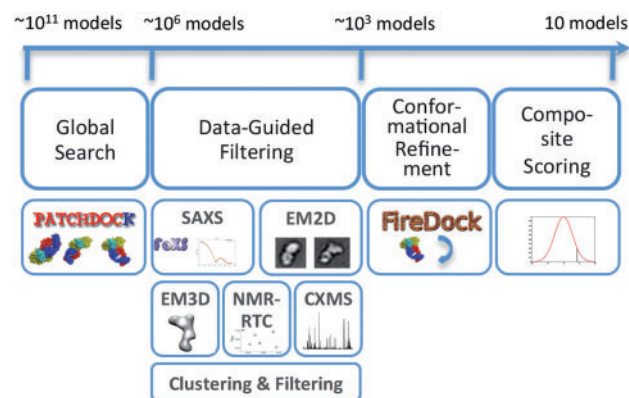 ~10¹¹ models
~10⁶ models
~10³ models
10 models
Global
Search
Data-Guided
Filtering
Confor-
mational
Refine-
ment
Compo-
site
Scoring
PATCHDOCK
SAXS
FoXS
EM2D
FireDock
EM3D
NMR-
RTC
CXMS
Clustering & Filtering